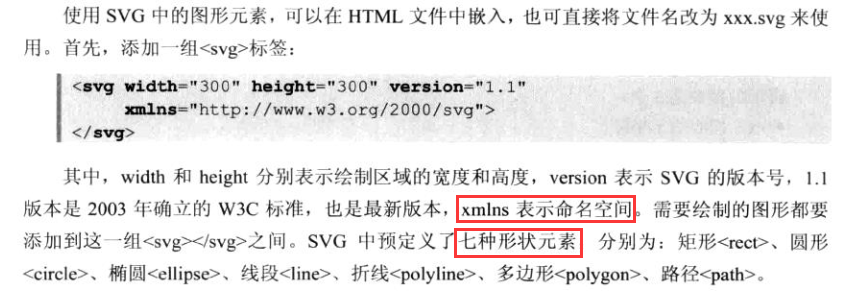 使用 SVG 中的图形元素，可以在 HTML 文件中嵌入，也可直接将文件名改为 xxx.svg 来使
用。首先，添加一组<svg>标签：
<svg width="300" height="300" version="1.1"
xmlns="http://www.w3.org/2000/svg">
</svg>
其中，width 和 height 分别表示绘制区域的宽度和高度，version 表示 SVG 的版本号，1.1
版本是 2003 年确立的 W3C 标准，也是最新版本，xmlns 表示命名空间。需要绘制的图形都要
添加到这一组<svg></svg>之间。SVG 中预定义了七种形状元素 分别为：矩形<rect>、圆形
<circle>、椭圆<ellipse>、线段<line>、折线<polyline>、多边形<polygon>、路径<path>。